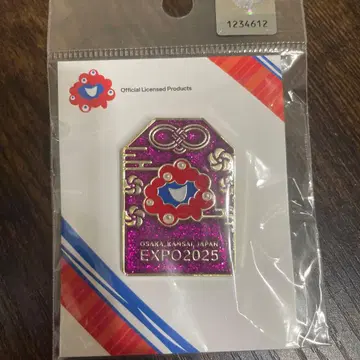 1234612
Official Licensed Products
OSAKA, KANSAI, JAPAN
EXPO2025